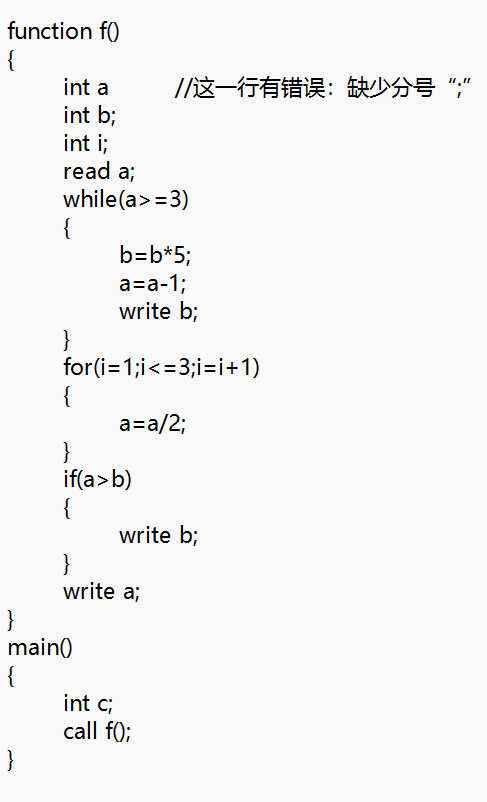 function f()
{
int a //这一行有错误：缺少分号“;”
int b;
int i;
read a;
while(a>=3)
{
b=b*5;
a=a-1;
write b;
}
for(i=1;i<=3;i=i+1)
{
a=a/2;
}
if(a>b)
{
write b;
}
write a;
}
main()
{
int c;
call f();
}